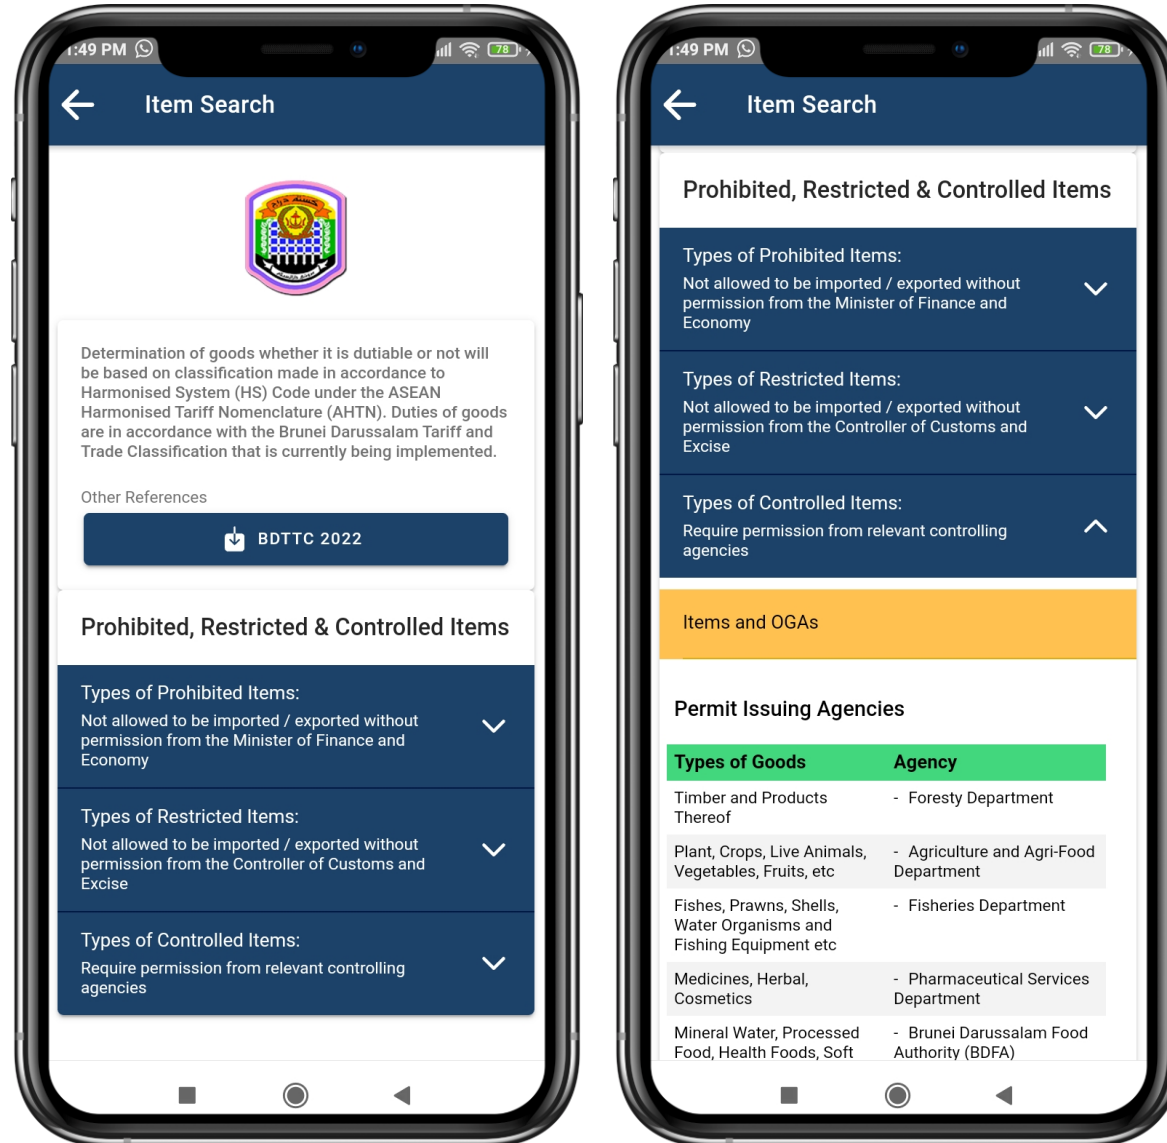 1:49 PM
78
Item Search
Determination of goods whether it is dutiable or not will
be based on classification made in accordance to
Harmonised System (HS) Code under the ASEAN
Harmonised Tariff Nomenclature (AHTN). Duties of goods
are in accordance with the Brunei Darussalam Tariff and
Trade Classification that is currently being implemented.
Other References
BDTTC 2022
Prohibited, Restricted & Controlled Items
Types of Prohibited Items:
Not allowed to be imported / exported without
permission from the Minister of Finance and
Economy
Types of Restricted Items:
Not allowed to be imported / exported without
permission from the Controller of Customs and
Excise
Types of Controlled Items:
Require permission from relevant controlling
agencies
1:49 PM
78
Item Search
Prohibited, Restricted & Controlled Items
Types of Prohibited Items:
Not allowed to be imported / exported without
permission from the Minister of Finance and
Economy
Types of Restricted Items:
Not allowed to be imported / exported without
permission from the Controller of Customs and
Excise
Types of Controlled Items:
Require permission from relevant controlling
agencies
Items and OGAs
Permit Issuing Agencies
Types of Goods Agency
Timber and Products - Foresty Department
Thereof
Plant, Crops, Live Animals, - Agriculture and Agri-Food
Vegetables, Fruits, etc Department
Fishes, Prawns, Shells, - Fisheries Department
Water Organisms and
Fishing Equipment etc
Medicines, Herbal, - Pharmaceutical Services
Cosmetics Department
Mineral Water, Processed - Brunei Darussalam Food
Food, Health Foods, Soft Authority (BDFA)